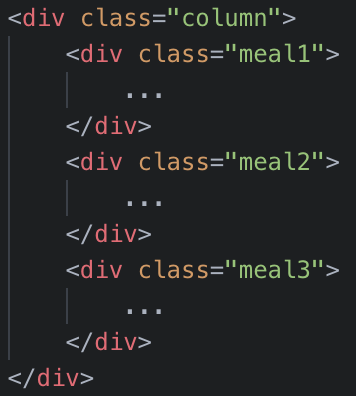 <div class="column">
    <div class="meal1">
        ...
    </div>
    <div class="meal2">
        ...
    </div>
    <div class="meal3">
        ...
    </div>
</div>